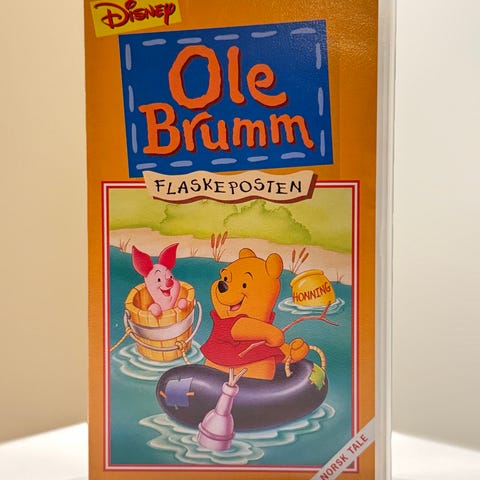 Disney
Ole
Brumm
FLASKEPOSTEN
HONNING
NORSK TALE